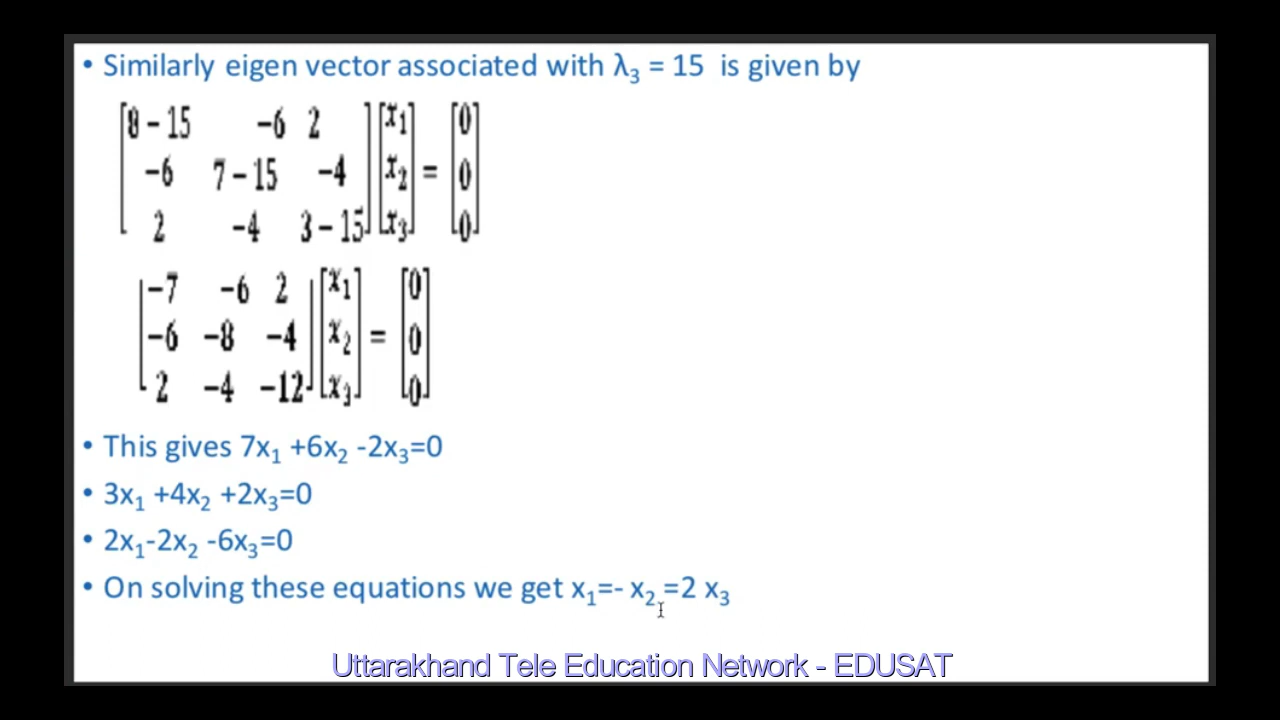 • Similarly eigen vector associated with λ₃ = 15 is given by
[8 – 15 –6 2] [x₁] [0]
[–6 7 – 15 –4] [x₂] = [0]
[2 –4 3 – 15] [x₃] [0]
[–7 –6 2] [x₁] [0]
[–6 –8 –4] [x₂] = [0]
[2 –4 –12] [x₃] [0]
• This gives 7x₁ +6x₂ -2x₃=0
• 3x₁ +4x₂ +2x₃=0
• 2x₁-2x₂ -6x₃=0
• On solving these equations we get x₁=- x₂ =2 x₃
Uttarakhand Tele Education Network - EDUSAT